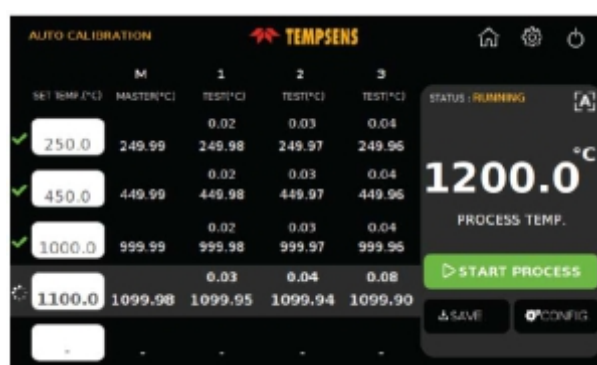 AUTO CALIBRATION
TEMPSENS
M 1 2 3
SET TEMP.(°C) MASTER(°C) TEST(°C) TEST(°C) TEST(°C)
0.02 0.03 0.04
250.0 249.99 249.98 249.97 249.96
0.02 0.03 0.04
450.0 449.99 449.98 449.97 449.96
0.02 0.03 0.04
1000.0 999.99 999.98 999.97 999.96
0.03 0.04 0.08
1100.0 1099.98 1099.95 1099.94 1099.90
- - - - -
STATUS : RUNNING
[A]
1200.0 °C
PROCESS TEMP.
START PROCESS
SAVE CONFIG